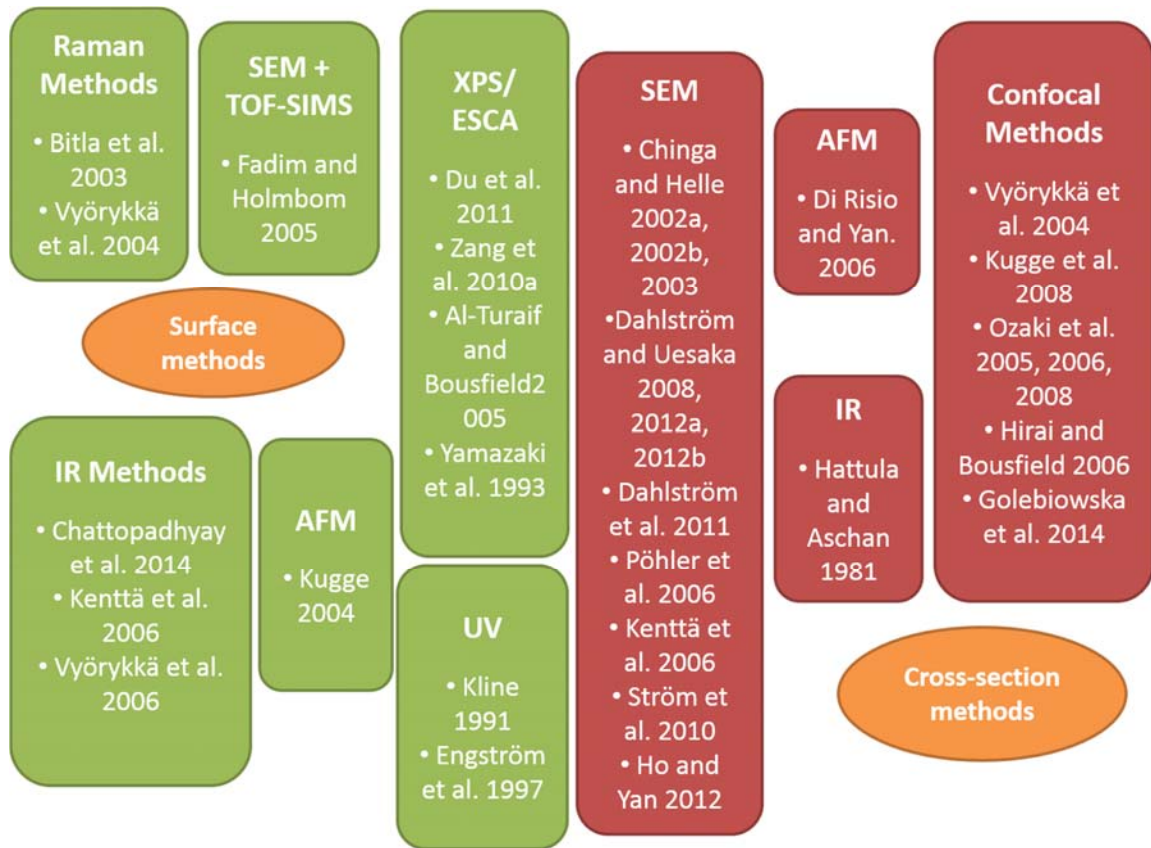 Raman
Methods
• Bitla et al.
2003
• Vyörykkä
et al. 2004
SEM +
TOF-SIMS
• Fadim and
Holmbom
2005
XPS/
ESCA
• Du et al.
2011
• Zang et
al. 2010a
• Al-Turaif
and
Bousfield2
005
• Yamazaki
et al. 1993
Surface
methods
IR Methods
• Chattopadhyay
et al. 2014
• Kenttä et al.
2006
• Vyörykkä et al.
2006
AFM
• Kugge
2004
UV
• Kline
1991
• Engström
et al. 1997
SEM
• Chinga
and Helle
2002a,
2002b,
2003
•Dahlström
and Uesaka
2008,
2012a,
2012b
• Dahlström
et al. 2011
• Pöhler et
al. 2006
• Kenttä et
al. 2006
• Ström et
al. 2010
• Ho and
Yan 2012
AFM
• Di Risio
and Yan.
2006
IR
• Hattula
and
Aschan
1981
Confocal
Methods
• Vyörykkä et
al. 2004
• Kugge et al.
2008
• Ozaki et al.
2005, 2006,
2008
• Hirai and
Bousfield 2006
• Golebiowska
et al. 2014
Cross-section
methods